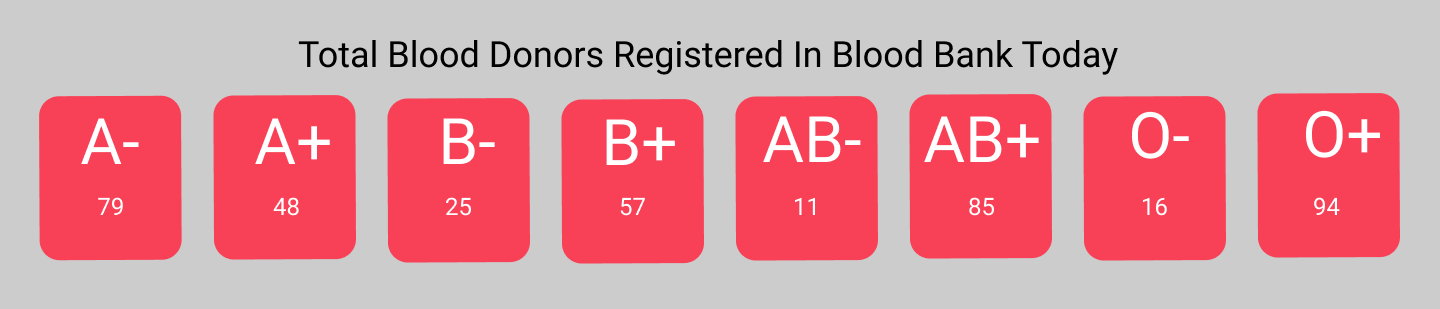 Total Blood Donors Registered In Blood Bank Today
A- A+ B- B+ AB- AB+ O- O+
79 48 25 57 11 85 16 94